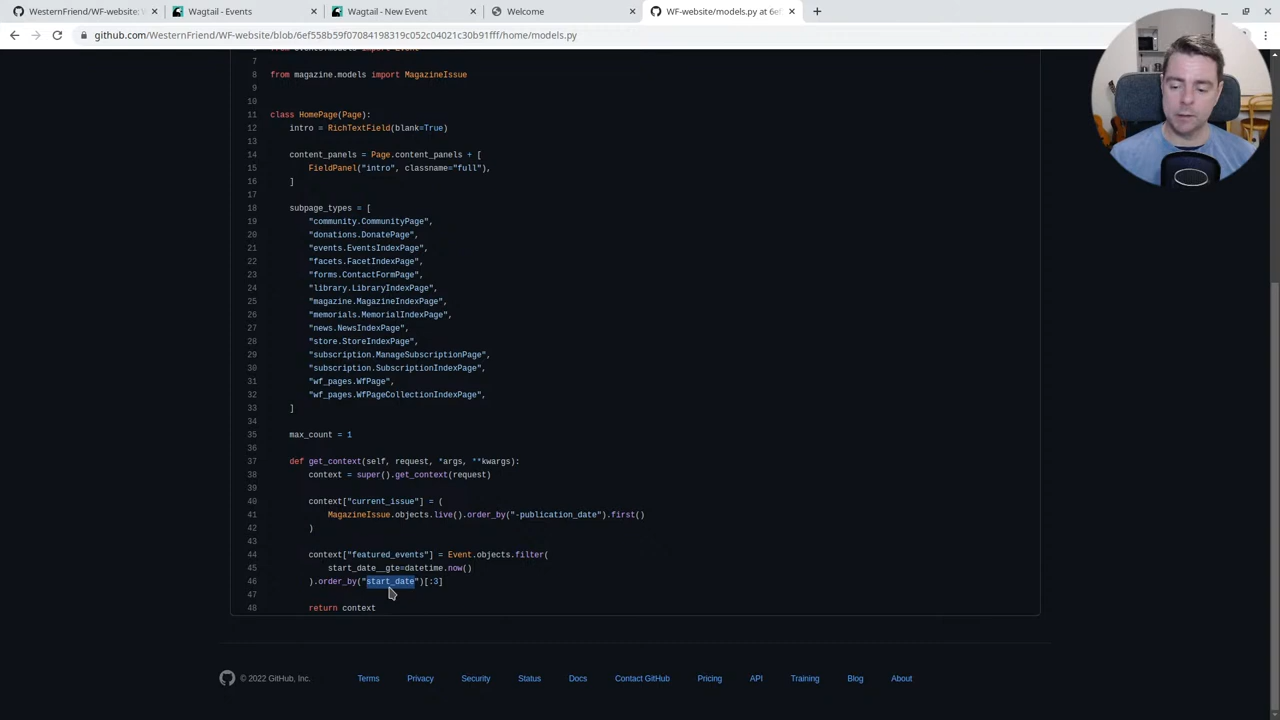 WesternFriend/WF-website: W
Wagtail - Events
Wagtail - New Event
Welcome
WF-website/models.py at 6ef
github.com/WesternFriend/WF-website/blob/6ef558b59f07084198319c052c04021c30b91fff/home/models.py
7
8 from magazine.models import MagazineIssue
9
10
11 class HomePage(Page):
12 intro = RichTextField(blank=True)
13
14 content_panels = Page.content_panels + [
15 FieldPanel("intro", classname="full"),
16 ]
17
18 subpage_types = [
19 "community.CommunityPage",
20 "donations.DonatePage",
21 "events.EventsIndexPage",
22 "facets.FacetIndexPage",
23 "forms.ContactFormPage",
24 "library.LibraryIndexPage",
25 "magazine.MagazineIndexPage",
26 "memorials.MemorialIndexPage",
27 "news.NewsIndexPage",
28 "store.StoreIndexPage",
29 "subscription.ManageSubscriptionPage",
30 "subscription.SubscriptionIndexPage",
31 "wf_pages.WfPage",
32 "wf_pages.WfPageCollectionIndexPage",
33 ]
34
35 max_count = 1
36
37 def get_context(self, request, *args, **kwargs):
38 context = super().get_context(request)
39
40 context["current_issue"] = (
41 MagazineIssue.objects.live().order_by("-publication_date").first()
42 )
43
44 context["featured_events"] = Event.objects.filter(
45 start_date__gte=datetime.now()
46 ).order_by("start_date")[:3]
47
48 return context
© 2022 GitHub, Inc.
Terms
Privacy
Security
Status
Docs
Contact GitHub
Pricing
API
Training
Blog
About